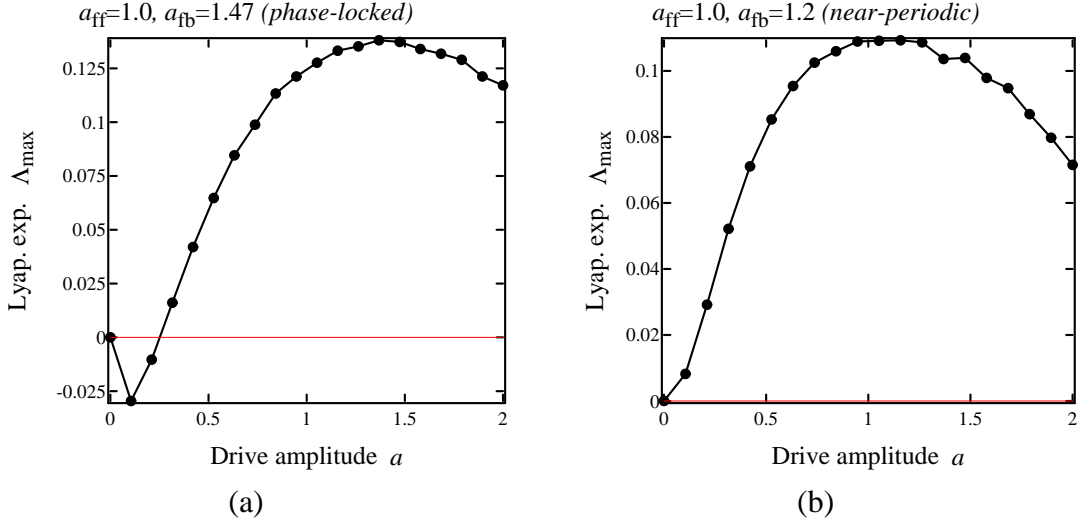 a_ff=1.0, a_fb=1.47 (phase-locked)
0.125
0.1
0.075
0.05
0.025
0
-0.025
Lyap. exp. Λ_max
0 0.5 1 1.5 2
Drive amplitude a
(a)
a_ff=1.0, a_fb=1.2 (near-periodic)
0.1
0.08
0.06
0.04
0.02
0
Lyap. exp. Λ_max
0 0.5 1 1.5 2
Drive amplitude a
(b)